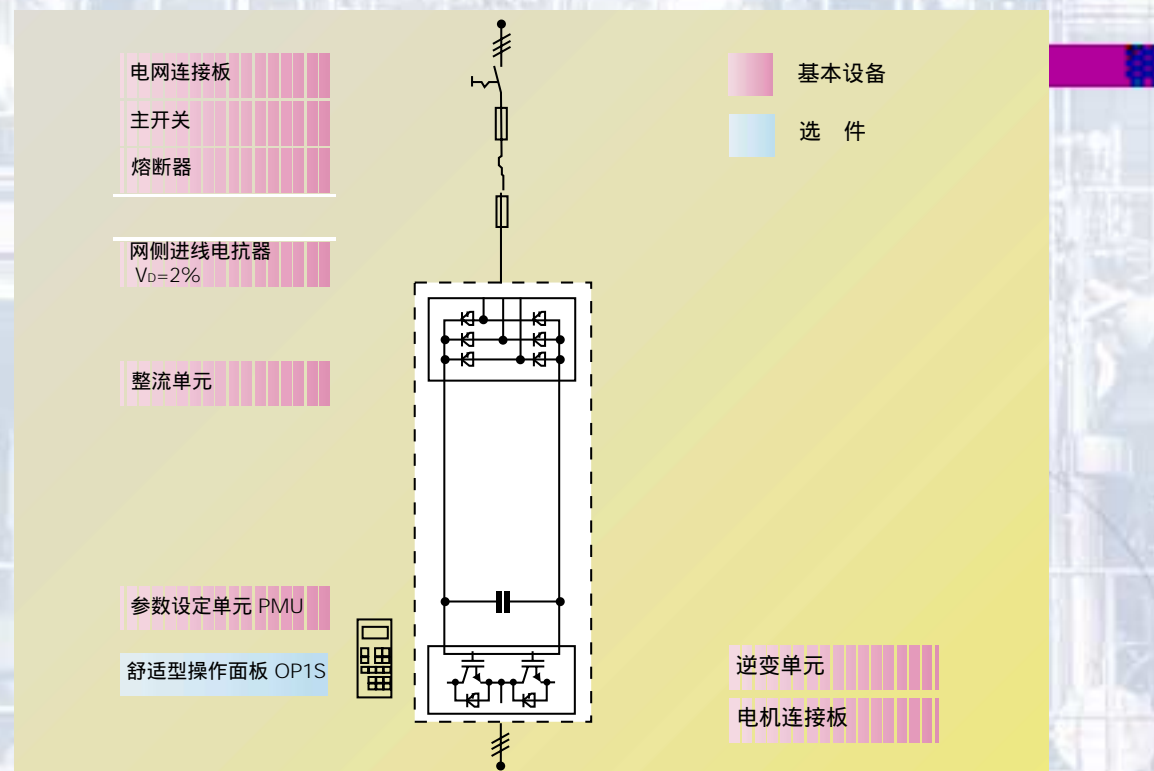 电网连接板
主开关
熔断器
网侧进线电抗器
VD=2%
整流单元
参数设定单元 PMU
舒适型操作面板 OP1S
基本设备
选 件
逆变单元
电机连接板